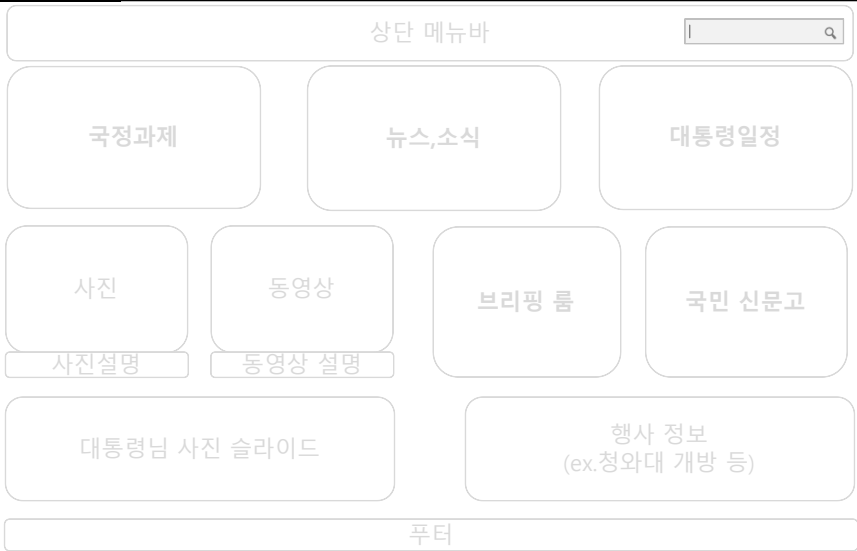 상단 메뉴바
국정과제
뉴스,소식
대통령일정
사진
동영상
브리핑 룸
국민 신문고
사진설명
동영상 설명
대통령님 사진 슬라이드
행사 정보
(ex.청와대 개방 등)
푸터